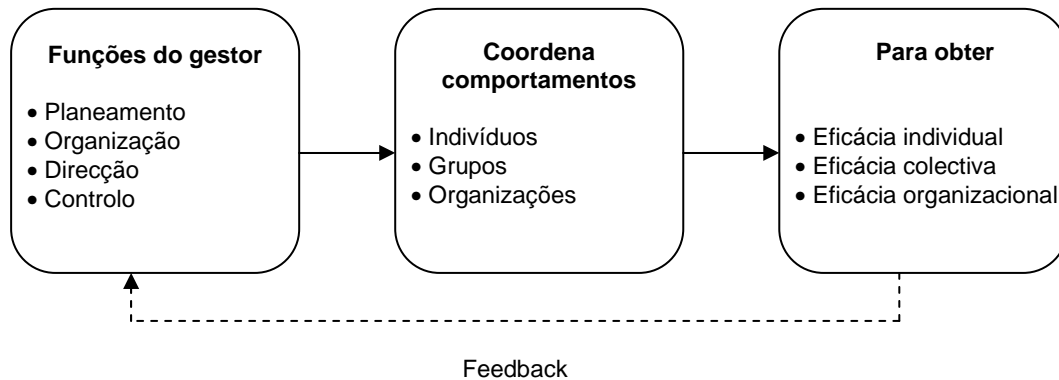 Funções do gestor
• Planeamento
• Organização
• Direcção
• Controlo
Coordena
comportamentos
• Indivíduos
• Grupos
• Organizações
Para obter
• Eficácia individual
• Eficácia colectiva
• Eficácia organizacional
Feedback